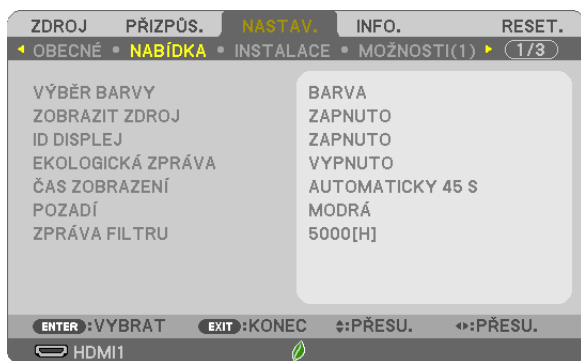 ZDROJ PŘIZPŮS. NASTAV. INFO. RESET.
OBECNÉ • NABÍDKA • INSTALACE • MOŽNOSTI(1) 1/3
VÝBĚR BARVY BARVA
ZOBRAZIT ZDROJ ZAPNUTO
ID DISPLEJ ZAPNUTO
EKOLOGICKÁ ZPRÁVA VYPNUTO
ČAS ZOBRAZENÍ AUTOMATICKY 45 S
POZADÍ MODRÁ
ZPRÁVA FILTRU 5000[H]
ENTER :VYBRAT EXIT :KONEC :PŘESU. :PŘESU.
HDMI1